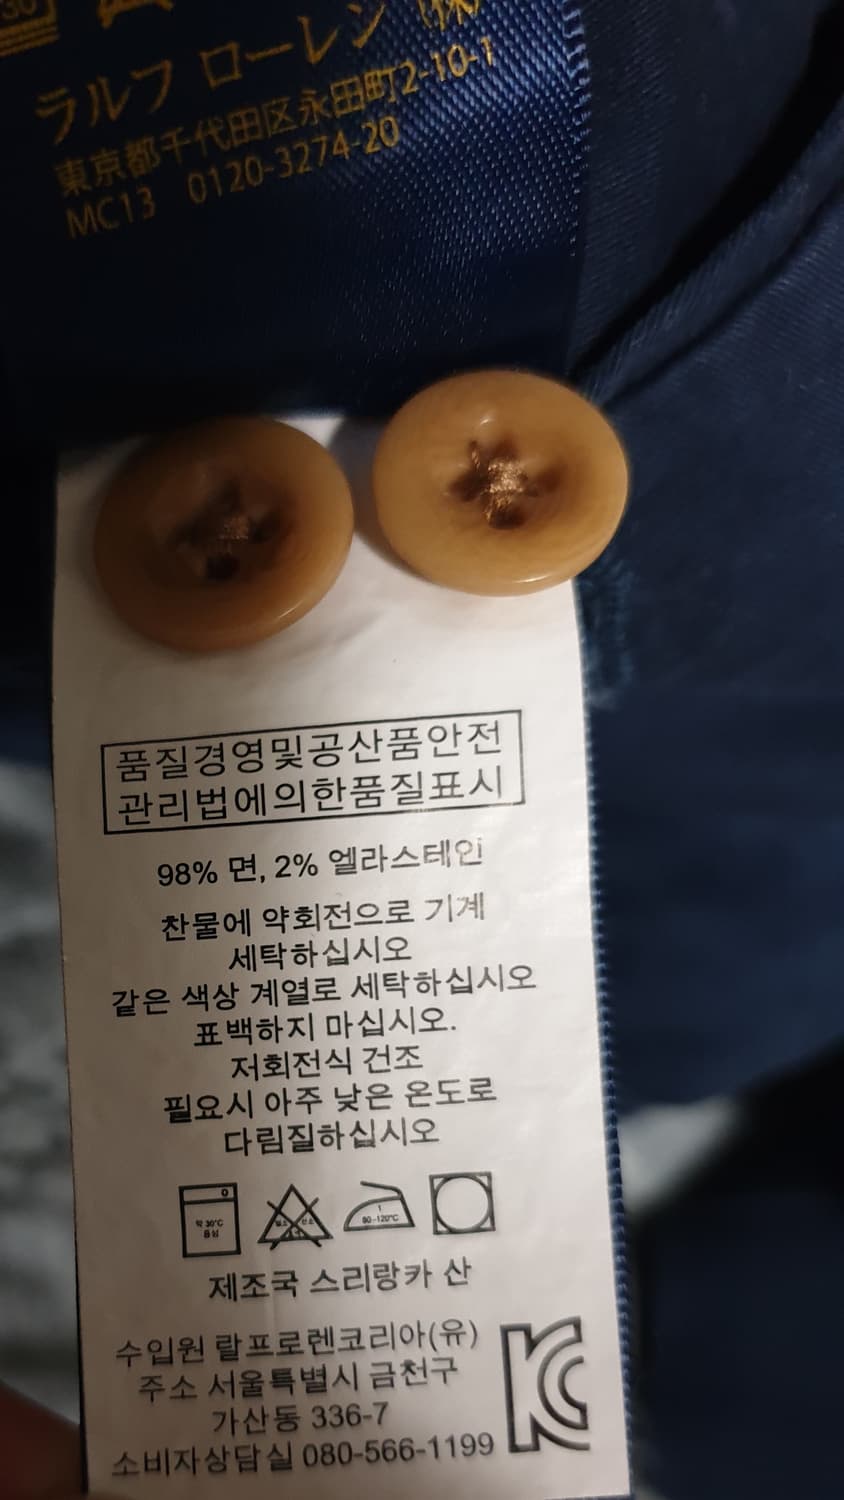 30
ラルフ ローレン (株
東京都千代田区永田町2-10-1
MC13 0120-3274-20
품질경영및공산품안전
관리법에의한품질표시
98% 면, 2% 엘라스테인
찬물에 약회전으로 기계
세탁하십시오
같은 색상 계열로 세탁하십시오
표백하지 마십시오.
저회전식 건조
필요시 아주 낮은 온도로
다림질하십시오
약 30°C
중성
1
80-120°C
제조국 스리랑카 산
수입원 랄프로렌코리아(유)
주소 서울특별시 금천구
가산동 336-7
소비자상담실 080-566-1199